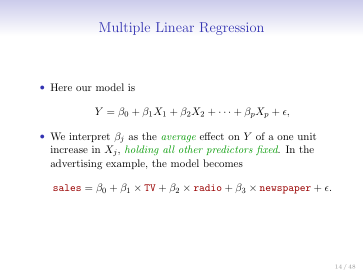 Multiple Linear Regression
• Here our model is
Y = β₀ + β₁X₁ + β₂X₂ + · · · + βₚXₚ + ϵ,
• We interpret βⱼ as the average effect on Y of a one unit
increase in Xⱼ, holding all other predictors fixed. In the
advertising example, the model becomes
sales = β₀ + β₁ × TV + β₂ × radio + β₃ × newspaper + ϵ.
14 / 48